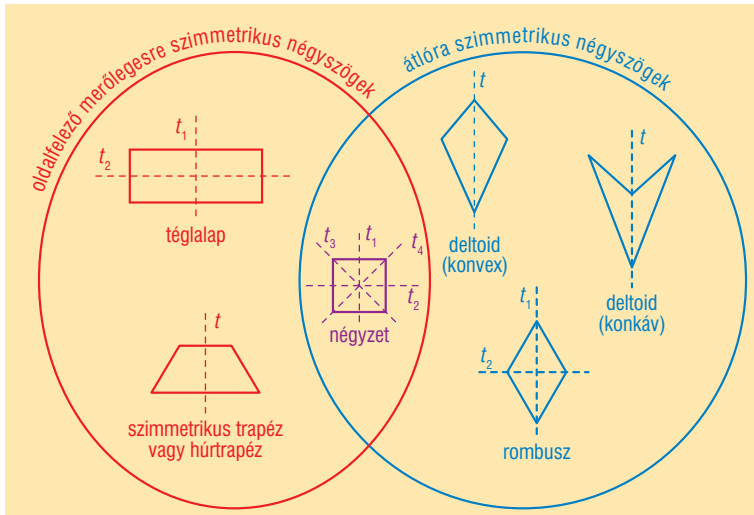 oldalfelező merőlegesre szimmetrikus négyszögek
átlóra szimmetrikus négyszögek
t₁
t₂
téglalap
t
szimmetrikus trapéz
vagy húrtrapéz
t₃
t₁
t₄
t₂
négyzet
t
deltoid
(konvex)
t
deltoid
(konkáv)
t₁
t₂
rombusz